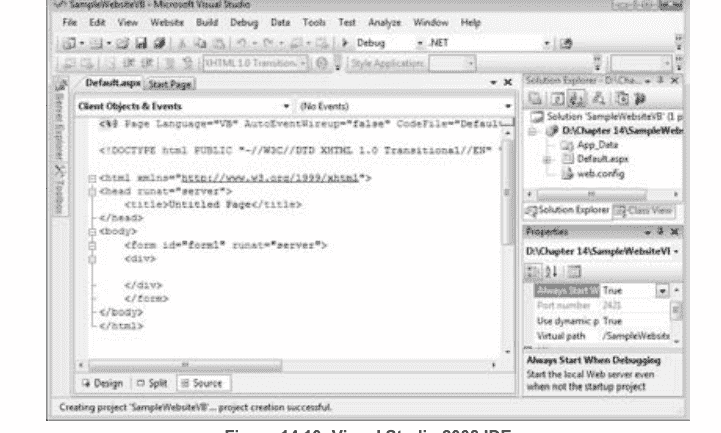 SampleWebsiteVB - Microsoft Visual Studio
File Edit View Website Build Debug Data Tools Test Analyze Window Help
Debug .NET
XHTML 1.0 Transition. Style Application:
Default.aspx Start Page
Client Objects & Events (No Events)
<%@ Page Language="VB" AutoEventWireup="false" CodeFile="Default
<!DOCTYPE html PUBLIC "-//W3C//DTD XHTML 1.0 Transitional//EN"
<html xmlns="http://www.w3.org/1999/xhtml">
<head runat="server">
<title>Untitled Page</title>
</head>
<body>
<form id="form1" runat="server">
<div>
</div>
</form>
</body>
</html>
Design Split Source
Creating project 'SampleWebsiteVB'... project creation successful.
Server Explorer
Toolbox
Solution Explorer - D:\Cha...
Solution 'SampleWebsiteVB' (1 p
D:\Chapter 14\SampleWebs
App_Data
Default.aspx
web.config
Solution Explorer Class View
Properties
D:\Chapter 14\SampleWebsiteVI
Always Start W True
Port number 2421
Use dynamic p True
Virtual path /SampleWebsite
Always Start When Debugging
Start the local Web server even
when not the startup project